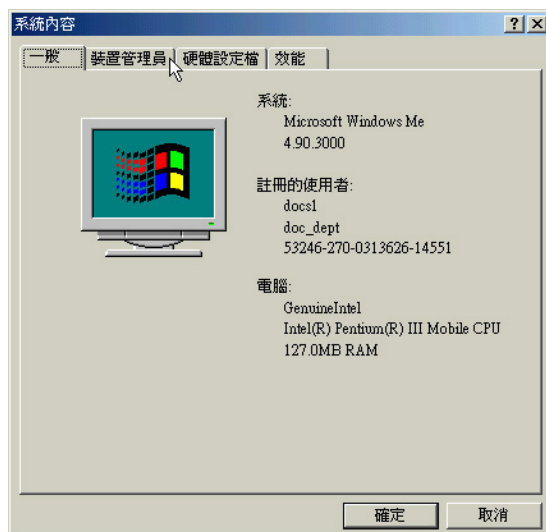 系統內容
一般 裝置管理員 硬體設定檔 效能
系統:
Microsoft Windows Me
4.90.3000
註冊的使用者:
docs1
doc_dept
53246-270-0313626-14551
電腦:
GenuineIntel
Intel(R) Pentium(R) III Mobile CPU
127.0MB RAM
確定 取消